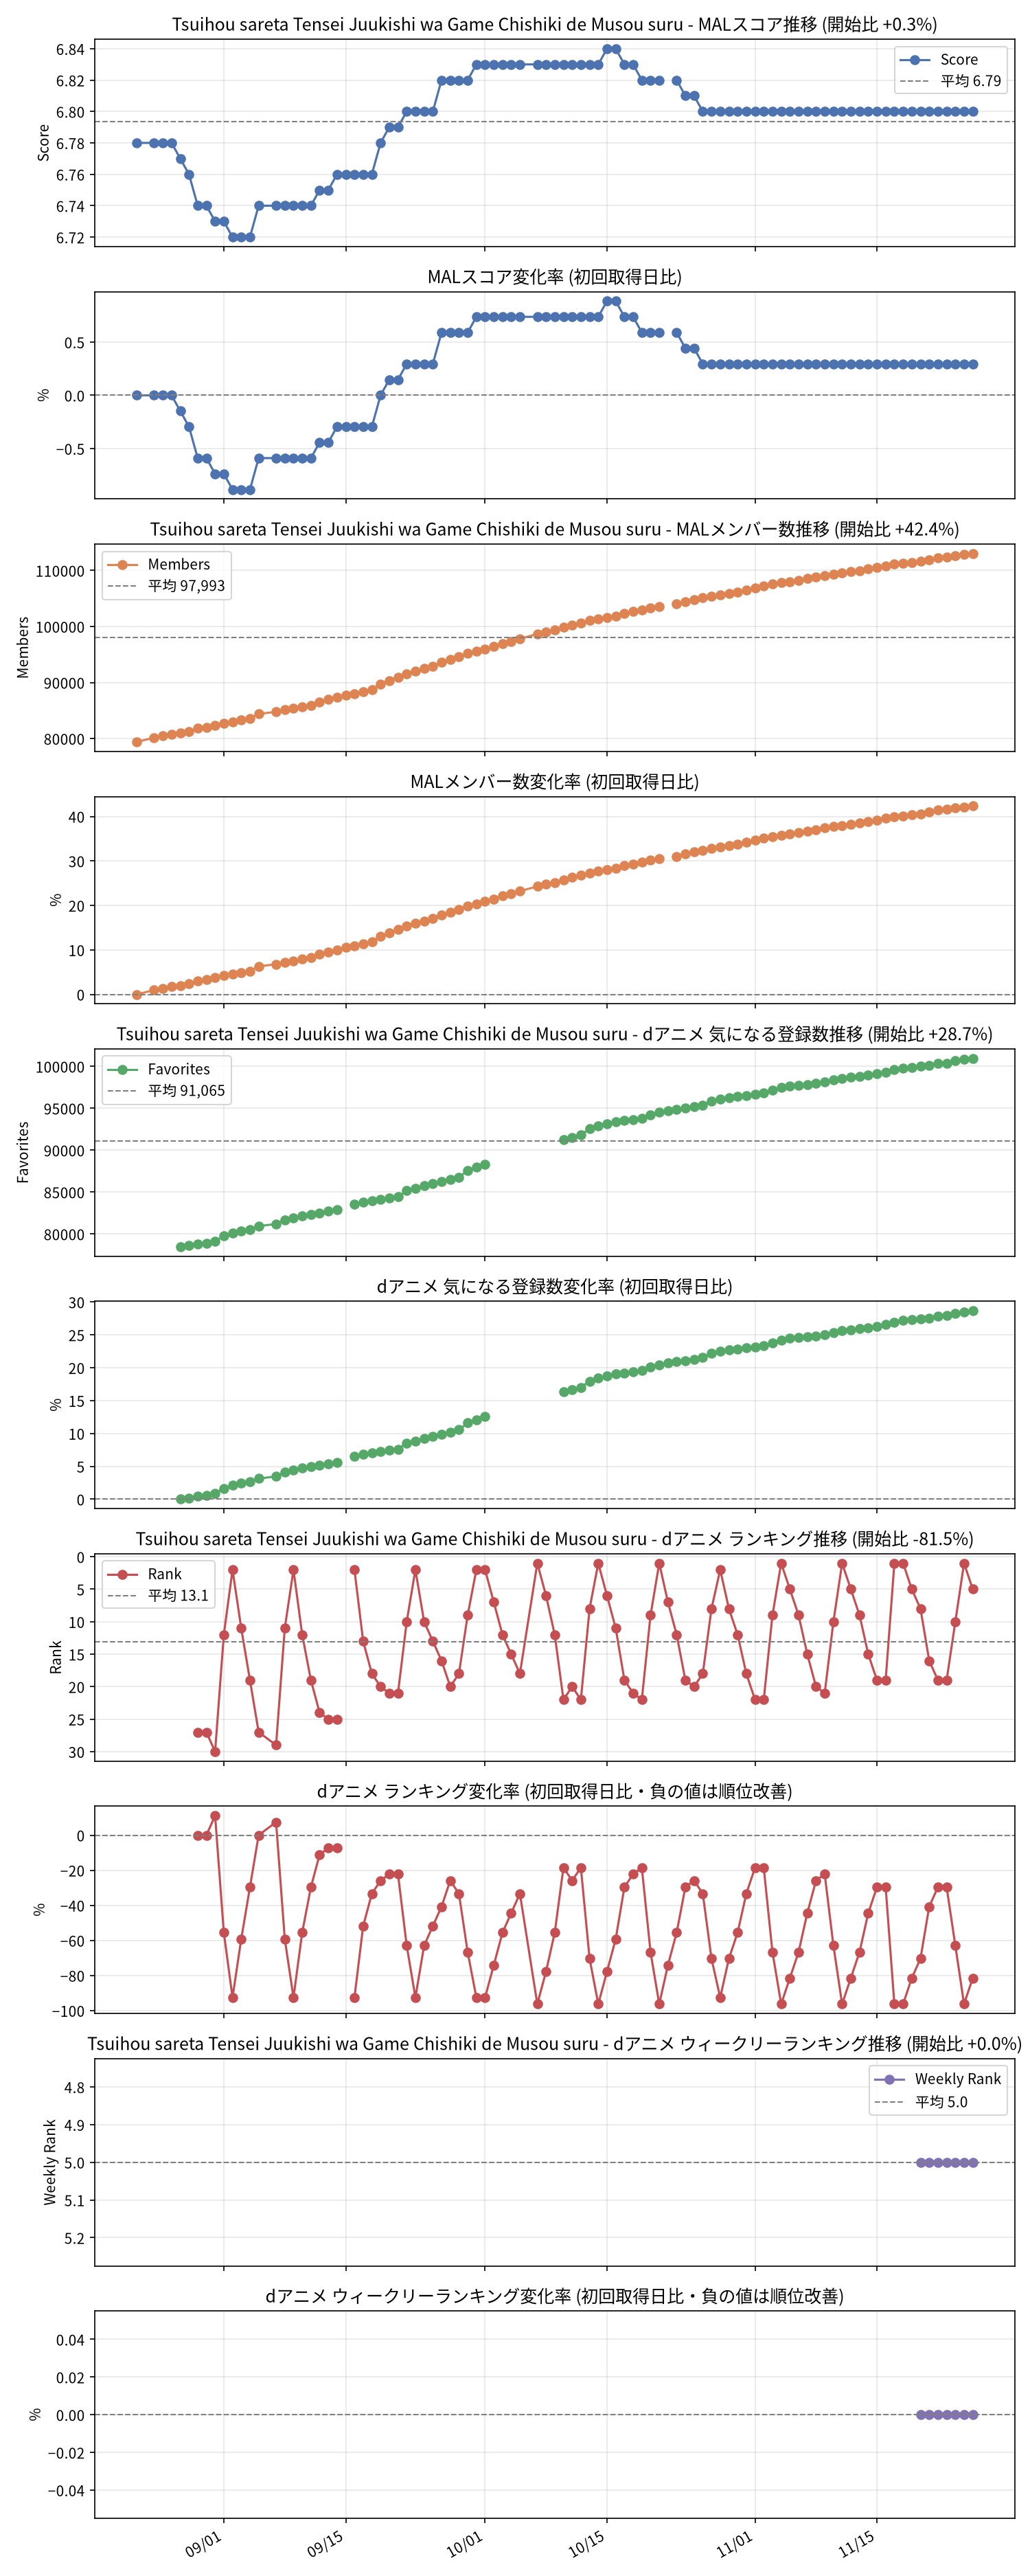 Tsuihou sareta Tensei Juukishi wa Game Chishiki de Musou suru - MALスコア推移 (開始比 +0.3%)
6.84
6.82
6.80
6.78
6.76
6.74
6.72
Score
Score
平均 6.79
MALスコア変化率 (初回取得日比)
0.5
0.0
−0.5
%
Tsuihou sareta Tensei Juukishi wa Game Chishiki de Musou suru - MALメンバー数推移 (開始比 +42.4%)
110000
100000
90000
80000
Members
Members
平均 97,993
MALメンバー数変化率 (初回取得日比)
40
30
20
10
0
%
Tsuihou sareta Tensei Juukishi wa Game Chishiki de Musou suru - dアニメ 気になる登録数推移 (開始比 +28.7%)
100000
95000
90000
85000
80000
Favorites
Favorites
平均 91,065
dアニメ 気になる登録数変化率 (初回取得日比)
30
25
20
15
10
5
0
%
Tsuihou sareta Tensei Juukishi wa Game Chishiki de Musou suru - dアニメ ランキング推移 (開始比 -81.5%)
0
5
10
15
20
25
30
Rank
Rank
平均 13.1
dアニメ ランキング変化率 (初回取得日比・負の値は順位改善)
0
−20
−40
−60
−80
−100
%
Tsuihou sareta Tensei Juukishi wa Game Chishiki de Musou suru - dアニメ ウィークリーランキング推移 (開始比 +0.0%)
4.8
4.9
5.0
5.1
5.2
Weekly Rank
Weekly Rank
平均 5.0
dアニメ ウィークリーランキング変化率 (初回取得日比・負の値は順位改善)
0.04
0.02
0.00
−0.02
−0.04
%
09/01
09/15
10/01
10/15
11/01
11/15